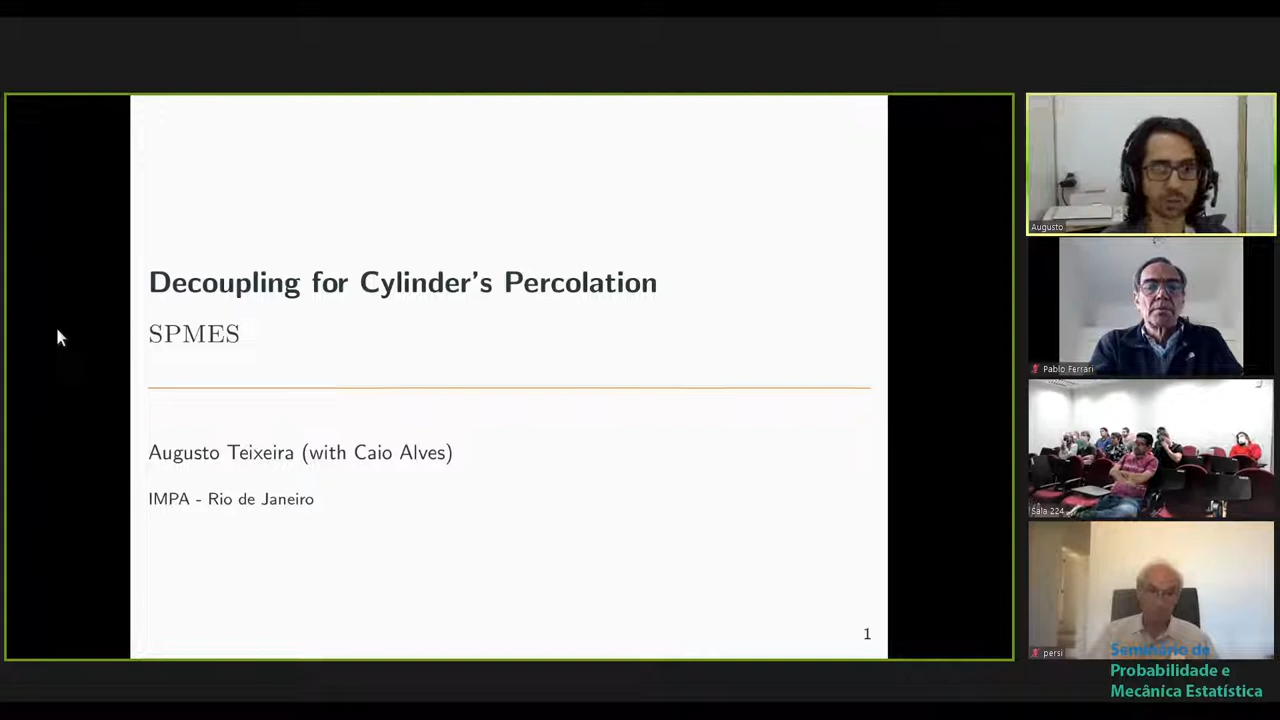 Decoupling for Cylinder's Percolation
SPMES
Augusto Teixeira (with Caio Alves)
IMPA - Rio de Janeiro
1
Augusto
Pablo Ferrari
Sala 224
persi
Seminário de
Probabilidade e
Mecânica Estatística